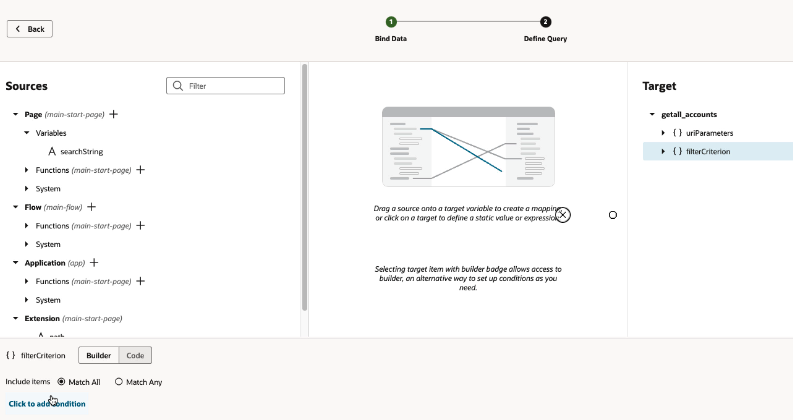 Back
1
2
Bind Data
Define Query
Sources
Filter
Page (main-start-page)
Variables
A searchString
Functions (main-start-page)
System
Flow (main-flow)
Functions (main-start-page)
System
Application (app)
Functions (main-start-page)
System
Extension (main-start-page)
Drag a source onto a target variable to create a mapping
or click on a target to define a static value or expression
Selecting target item with builder badge allows access to
builder, an alternative way to set up conditions as you
need.
Target
getall_accounts
{ } uriParameters
{ } filterCriterion
{ } filterCriterion
Builder
Code
Include items
Match All
Match Any
Click to add condition